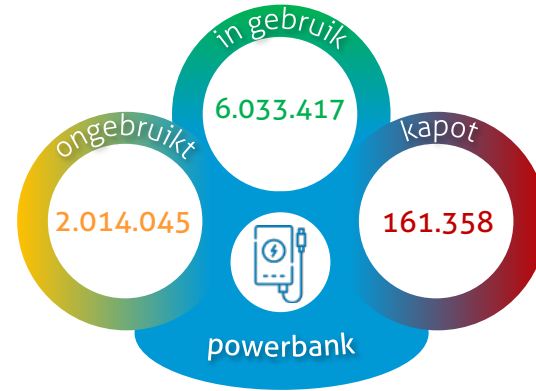 in gebruik
6.033.417
ongebruikt
2.014.045
kapot
161.358
powerbank